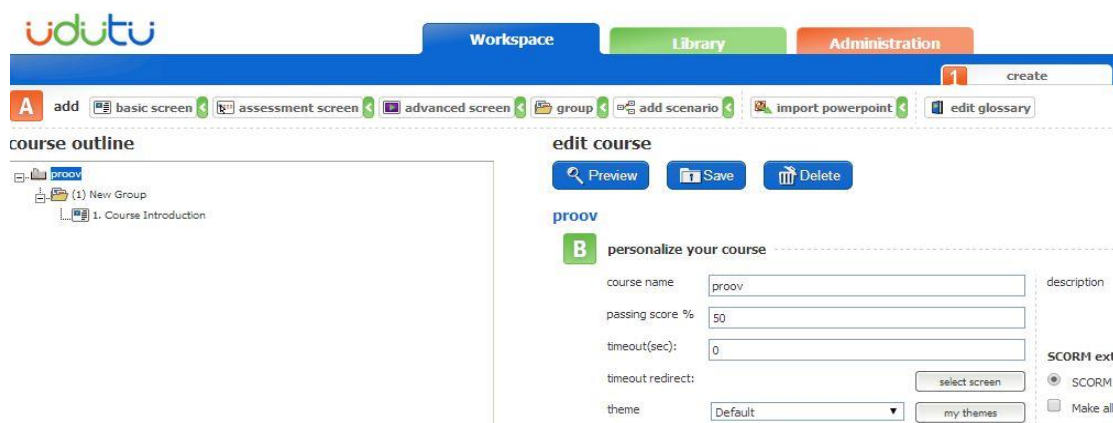 udutu
Workspace
Library
Administration
1 create
A add basic screen assessment screen advanced screen group add scenario import powerpoint edit glossary
course outline
proov
(1) New Group
1. Course Introduction
edit course
Preview Save Delete
proov
B personalize your course
course name proov description
passing score % 50
timeout(sec): 0
SCORM ext
timeout redirect: select screen SCORM
theme Default my themes Make all